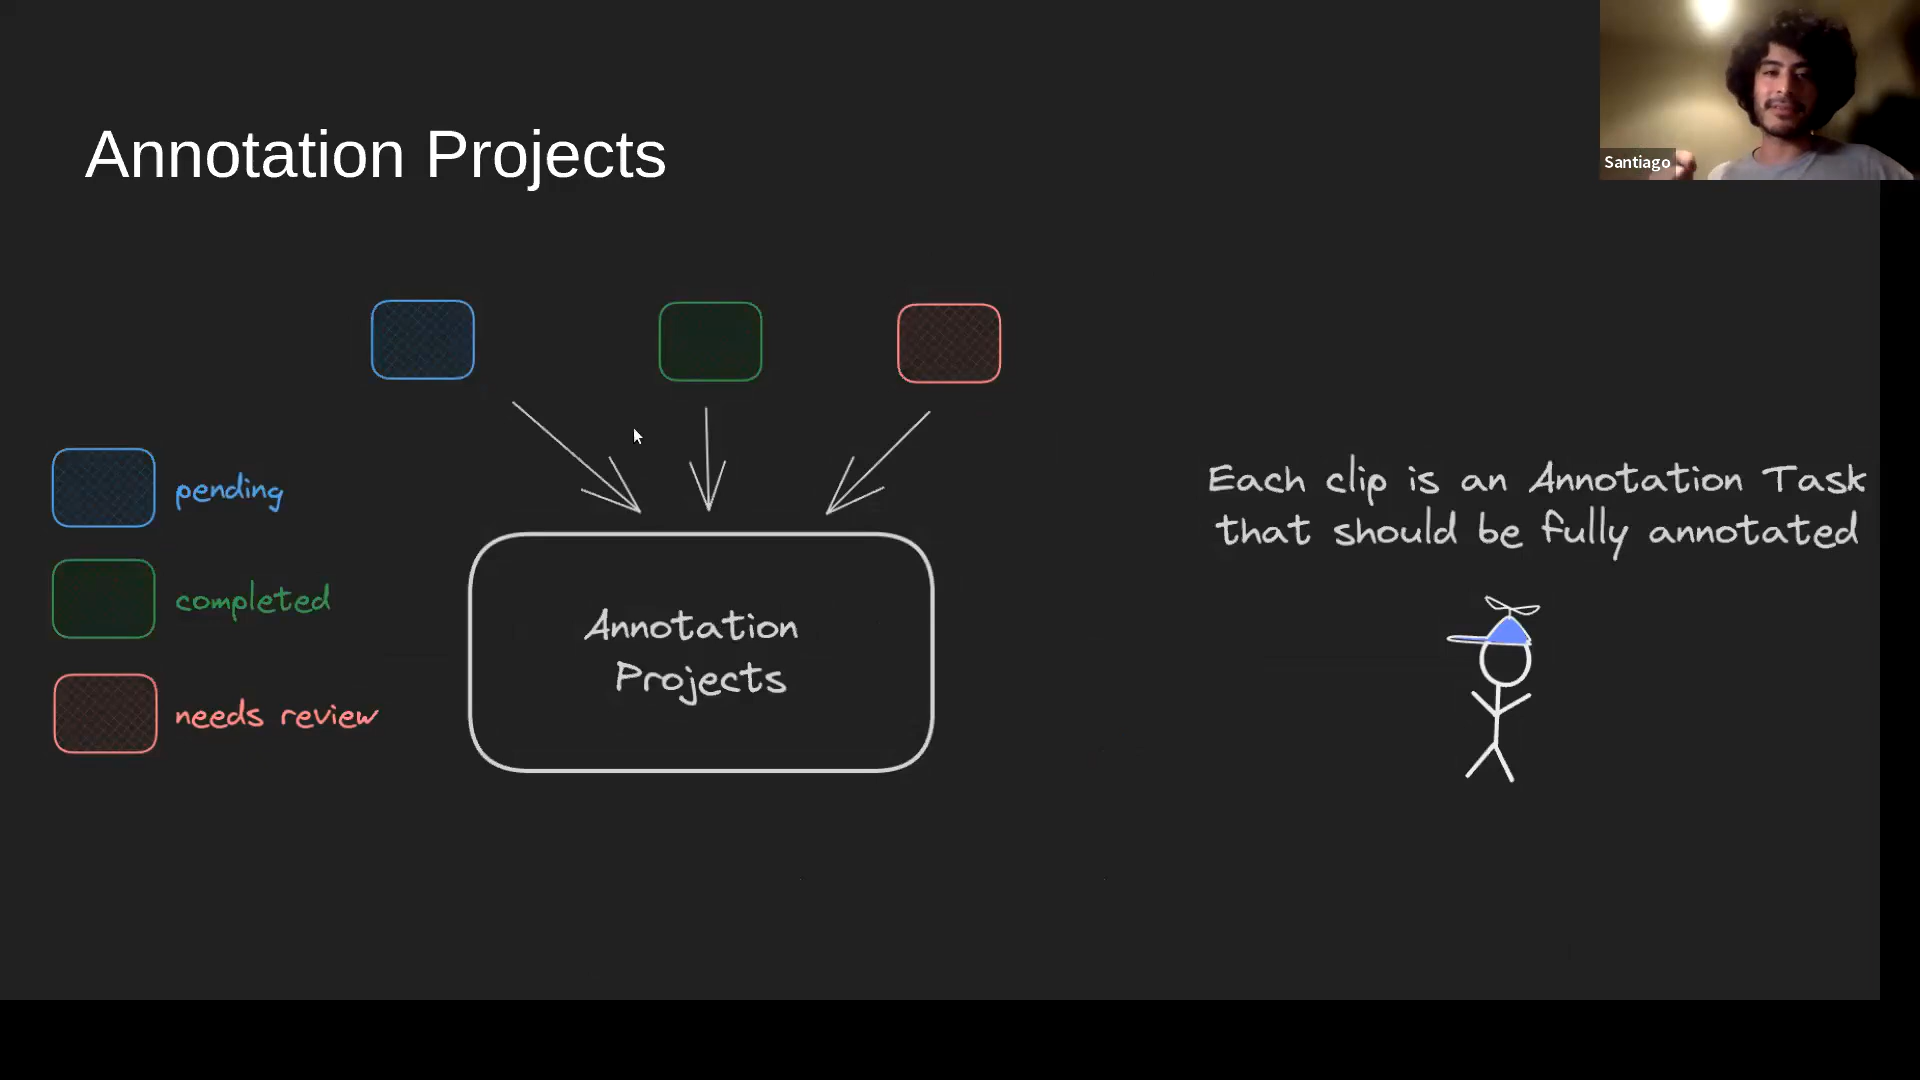 Annotation Projects
Santiago
pending
completed
needs review
Annotation
Projects
Each clip is an Annotation Task
that should be fully annotated